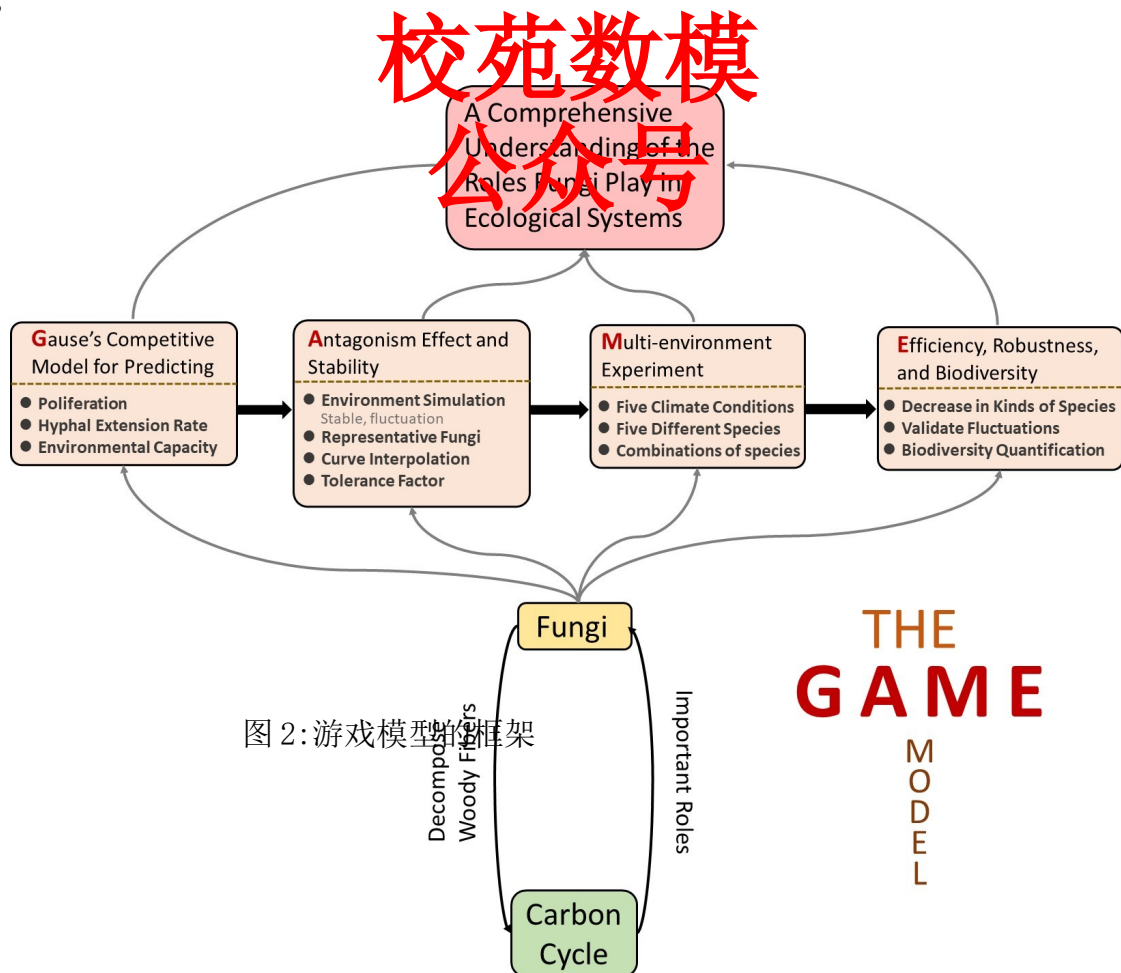 校苑数模
公众号
A Comprehensive
Understanding of the
Roles Fungi Play in
Ecological Systems
Gause's Competitive
Model for Predicting
● Poliferation
● Hyphal Extension Rate
● Environmental Capacity
Antagonism Effect and
Stability
● Environment Simulation
Stable, fluctuation
● Representative Fungi
● Curve Interpolation
● Tolerance Factor
Multi-environment
Experiment
● Five Climate Conditions
● Five Different Species
● Combinations of species
Efficiency, Robustness,
and Biodiversity
● Decrease in Kinds of Species
● Validate Fluctuations
● Biodiversity Quantification
Fungi
Decompose
Woody Fibers
Important Roles
图2:游戏模型的框架
Carbon
Cycle
THE
GAME
MODEL